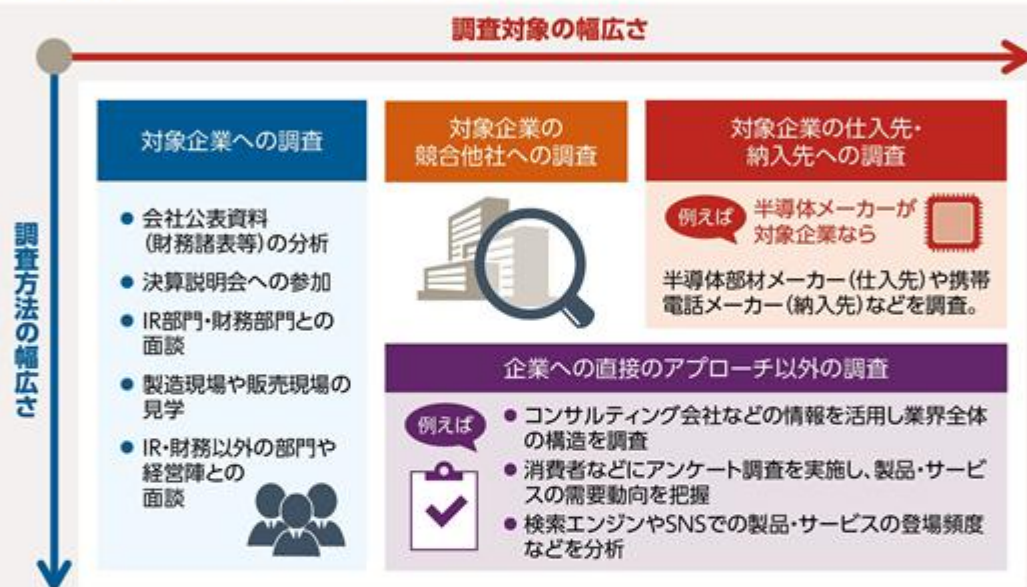 調査対象の幅広さ
調査方法の幅広さ
対象企業への調査
● 会社公表資料
(財務諸表等)の分析
● 決算説明会への参加
● IR部門・財務部門との
面談
● 製造現場や販売現場の
見学
● IR・財務以外の部門や
経営陣との
面談
対象企業の
競合他社への調査
対象企業の仕入先・
納入先への調査
例えば
半導体メーカーが
対象企業なら
半導体部材メーカー(仕入先)や携帯
電話メーカー(納入先)などを調査。
企業への直接のアプローチ以外の調査
例えば
● コンサルティング会社などの情報を活用し業界全体
の構造を調査
● 消費者などにアンケート調査を実施し、製品・サービ
スの需要動向を把握
● 検索エンジンやSNSでの製品・サービスの登場頻度
などを分析